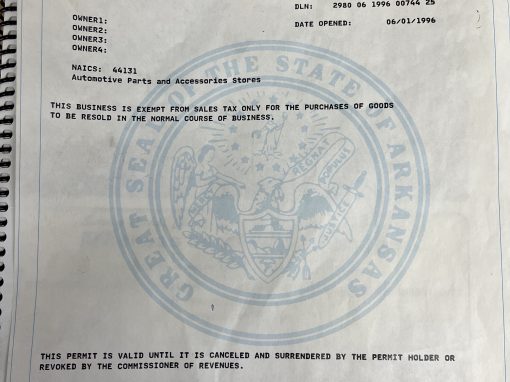 DLN: 2980 06 1996 00744 25
OWNER1:
DATE OPENED: 06/01/1996
OWNER2:
OWNER3:
OWNER4:
NAICS: 44131
Automotive Parts and Accessories Stores
THIS BUSINESS IS EXEMPT FROM SALES TAX ONLY FOR THE PURCHASES OF GOODS
TO BE RESOLD IN THE NORMAL COURSE OF BUSINESS.
GREAT SEAL OF THE STATE OF ARKANSAS
REGNAT
POPULUS
JUSTICE
THIS PERMIT IS VALID UNTIL IT IS CANCELED AND SURRENDERED BY THE PERMIT HOLDER OR
REVOKED BY THE COMMISSIONER OF REVENUES.